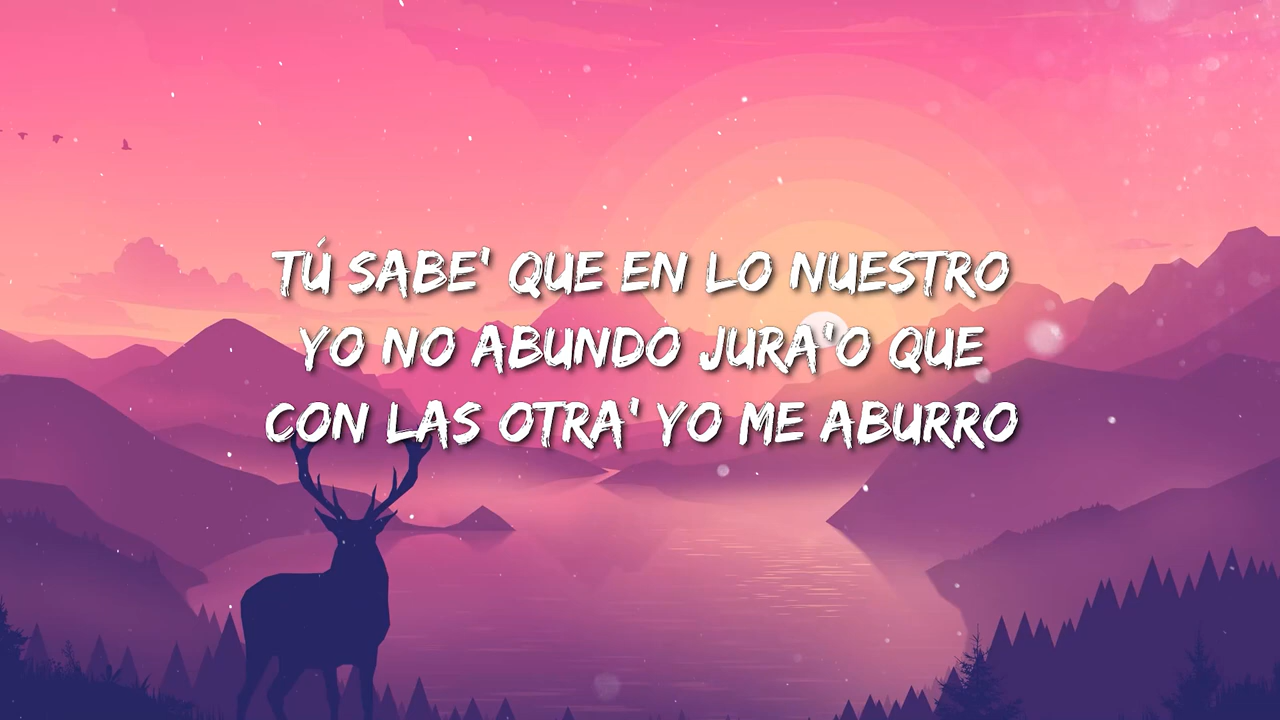 TÚ SABE' QUE EN LO NUESTRO
YO NO ABUNDO JURA'O QUE
CON LAS OTRA' YO ME ABURRO